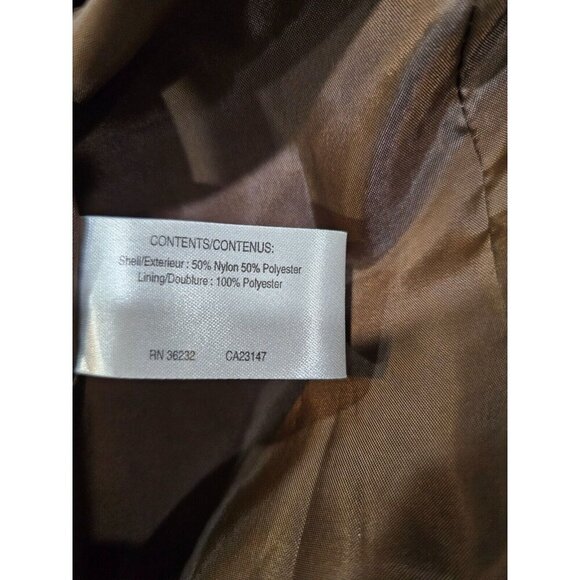 CONTENTS/CONTENUS:
Shell/Exterieur : 50% Nylon 50% Polyester
Lining/Doublure : 100% Polyester
RN 36232 CA23147